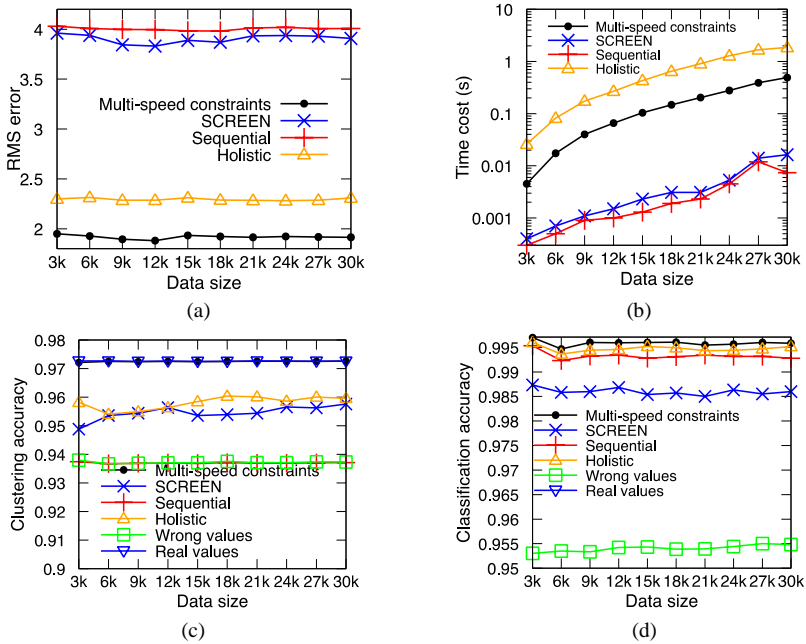 4
3.5
3
2.5
2
RMS error
Multi-speed constraints
SCREEN
Sequential
Holistic
3k 6k 9k 12k 15k 18k 21k 24k 27k 30k
Data size
(a)
10
1
0.1
0.01
0.001
Time cost (s)
Multi-speed constraints
SCREEN
Sequential
Holistic
3k 6k 9k 12k 15k 18k 21k 24k 27k 30k
Data size
(b)
0.98
0.97
0.96
0.95
0.94
0.93
0.92
0.91
0.9
Clustering accuracy
Multi-speed constraints
SCREEN
Sequential
Holistic
Wrong values
Real values
3k 6k 9k 12k 15k 18k 21k 24k 27k 30k
Data size
(c)
0.995
0.99
0.985
0.98
0.975
0.97
0.965
0.96
0.955
0.95
Classification accuracy
Multi-speed constraints
SCREEN
Sequential
Holistic
Wrong values
Real values
3k 6k 9k 12k 15k 18k 21k 24k 27k 30k
Data size
(d)